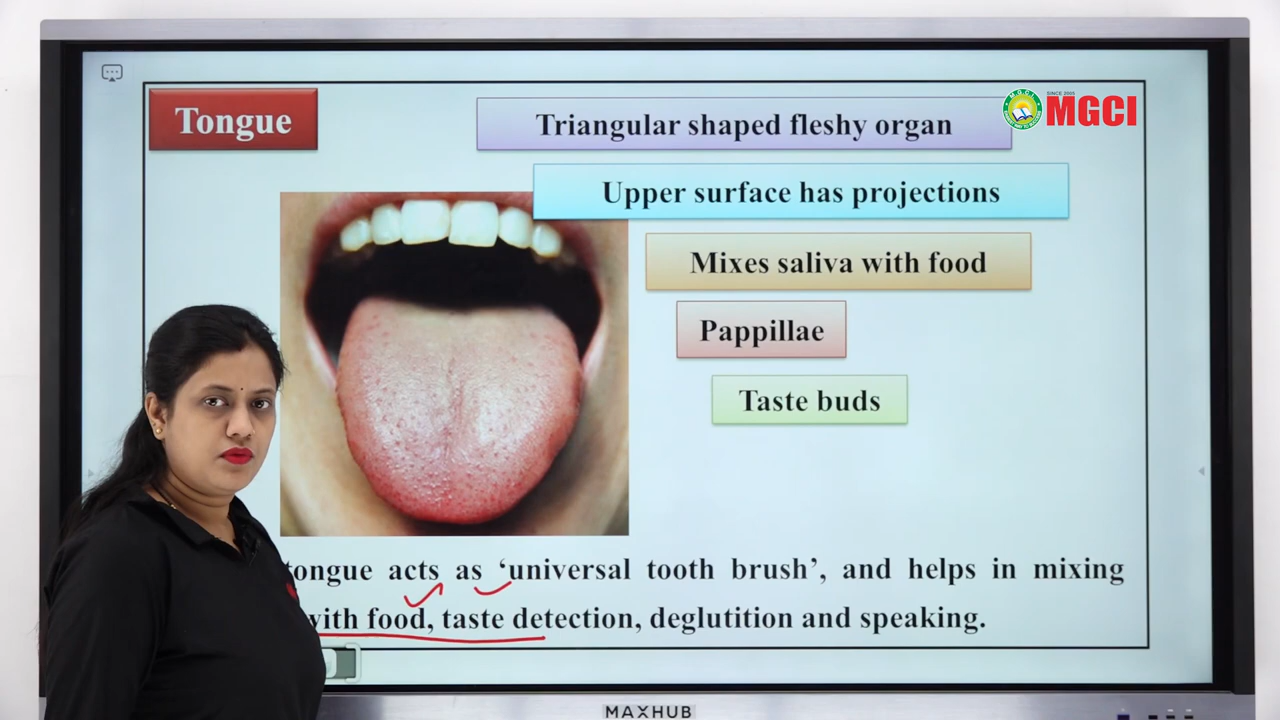 Tongue
Triangular shaped fleshy organ
SINCE 2005
MGCI
Upper surface has projections
Mixes saliva with food
Pappillae
Taste buds
tongue acts as ‘universal tooth brush’, and helps in mixing
with food, taste detection, deglutition and speaking.
MAXHUB